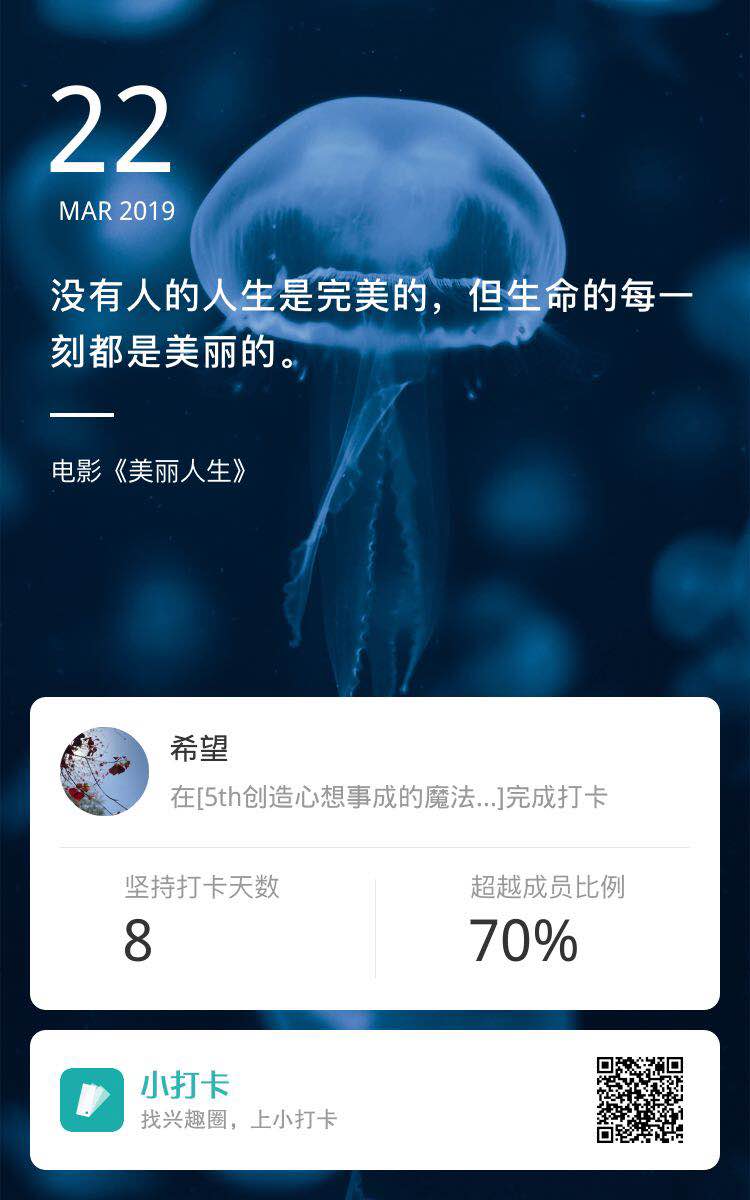 22
MAR 2019
没有人的人生是完美的，但生命的每一
刻都是美丽的。
电影《美丽人生》
希望
在[5th创造心想事成的魔法...]完成打卡
坚持打卡天数
超越成员比例
8
70%
小打卡
找兴趣圈，上小打卡